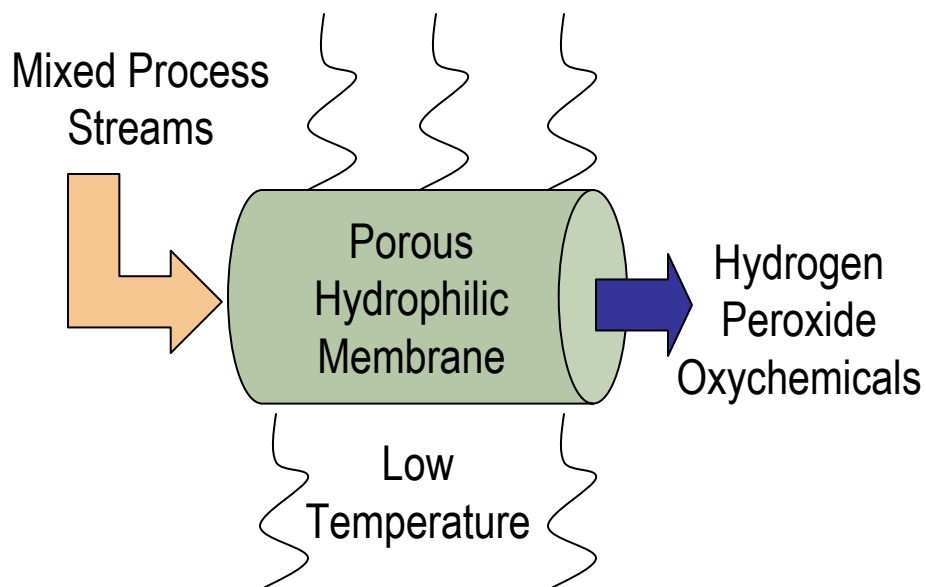 Mixed Process
Streams
Porous
Hydrophilic
Membrane
Hydrogen
Peroxide
Oxychemicals
Low
Temperature